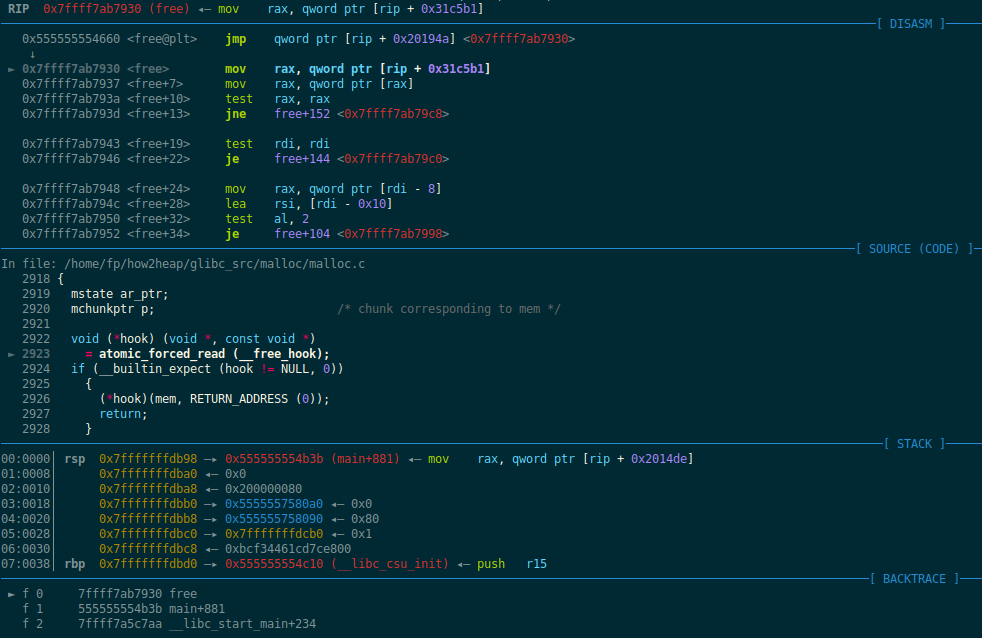 RIP  0x7ffff7ab7930 (free) ◂— mov    rax, qword ptr [rip + 0x31c5b1]
[ DISASM ]
0x555555554660 <free@plt>    jmp    qword ptr [rip + 0x20194a] <0x7ffff7ab7930>
↓
► 0x7ffff7ab7930 <free>        mov    rax, qword ptr [rip + 0x31c5b1]
0x7ffff7ab7937 <free+7>      mov    rax, qword ptr [rax]
0x7ffff7ab793a <free+10>     test   rax, rax
0x7ffff7ab793d <free+13>     jne    free+152 <0x7ffff7ab79c8>
0x7ffff7ab7943 <free+19>     test   rdi, rdi
0x7ffff7ab7946 <free+22>     je     free+144 <0x7ffff7ab79c0>
0x7ffff7ab7948 <free+24>     mov    rax, qword ptr [rdi - 8]
0x7ffff7ab794c <free+28>     lea    rsi, [rdi - 0x10]
0x7ffff7ab7950 <free+32>     test   al, 2
0x7ffff7ab7952 <free+34>     je     free+104 <0x7ffff7ab7998>
[ SOURCE (CODE) ]
In file: /home/fp/how2heap/glibc_src/malloc/malloc.c
2918 {
2919   mstate ar_ptr;
2920   mchunkptr p;                          /* chunk corresponding to mem */
2921
2922   void (*hook) (void *, const void *)
► 2923     = atomic_forced_read (__free_hook);
2924   if (__builtin_expect (hook != NULL, 0))
2925     {
2926       (*hook)(mem, RETURN_ADDRESS (0));
2927       return;
2928     }
[ STACK ]
00:0000│ rsp  0x7fffffffdb98 —▸ 0x555555554b3b (main+881) ◂— mov    rax, qword ptr [rip + 0x2014de]
01:0008│      0x7fffffffdba0 ◂— 0x0
02:0010│      0x7fffffffdba8 ◂— 0x200000080
03:0018│      0x7fffffffdbb0 —▸ 0x5555557580a0 ◂— 0x0
04:0020│      0x7fffffffdbb8 —▸ 0x555555758090 ◂— 0x80
05:0028│      0x7fffffffdbc0 —▸ 0x7fffffffdcb0 ◂— 0x1
06:0030│      0x7fffffffdbc8 ◂— 0xbcf34461cd7ce800
07:0038│ rbp  0x7fffffffdbd0 —▸ 0x555555554c10 (__libc_csu_init) ◂— push   r15
[ BACKTRACE ]
► f 0     7ffff7ab7930 free
f 1     555555554b3b main+881
f 2     7ffff7a5c7aa __libc_start_main+234